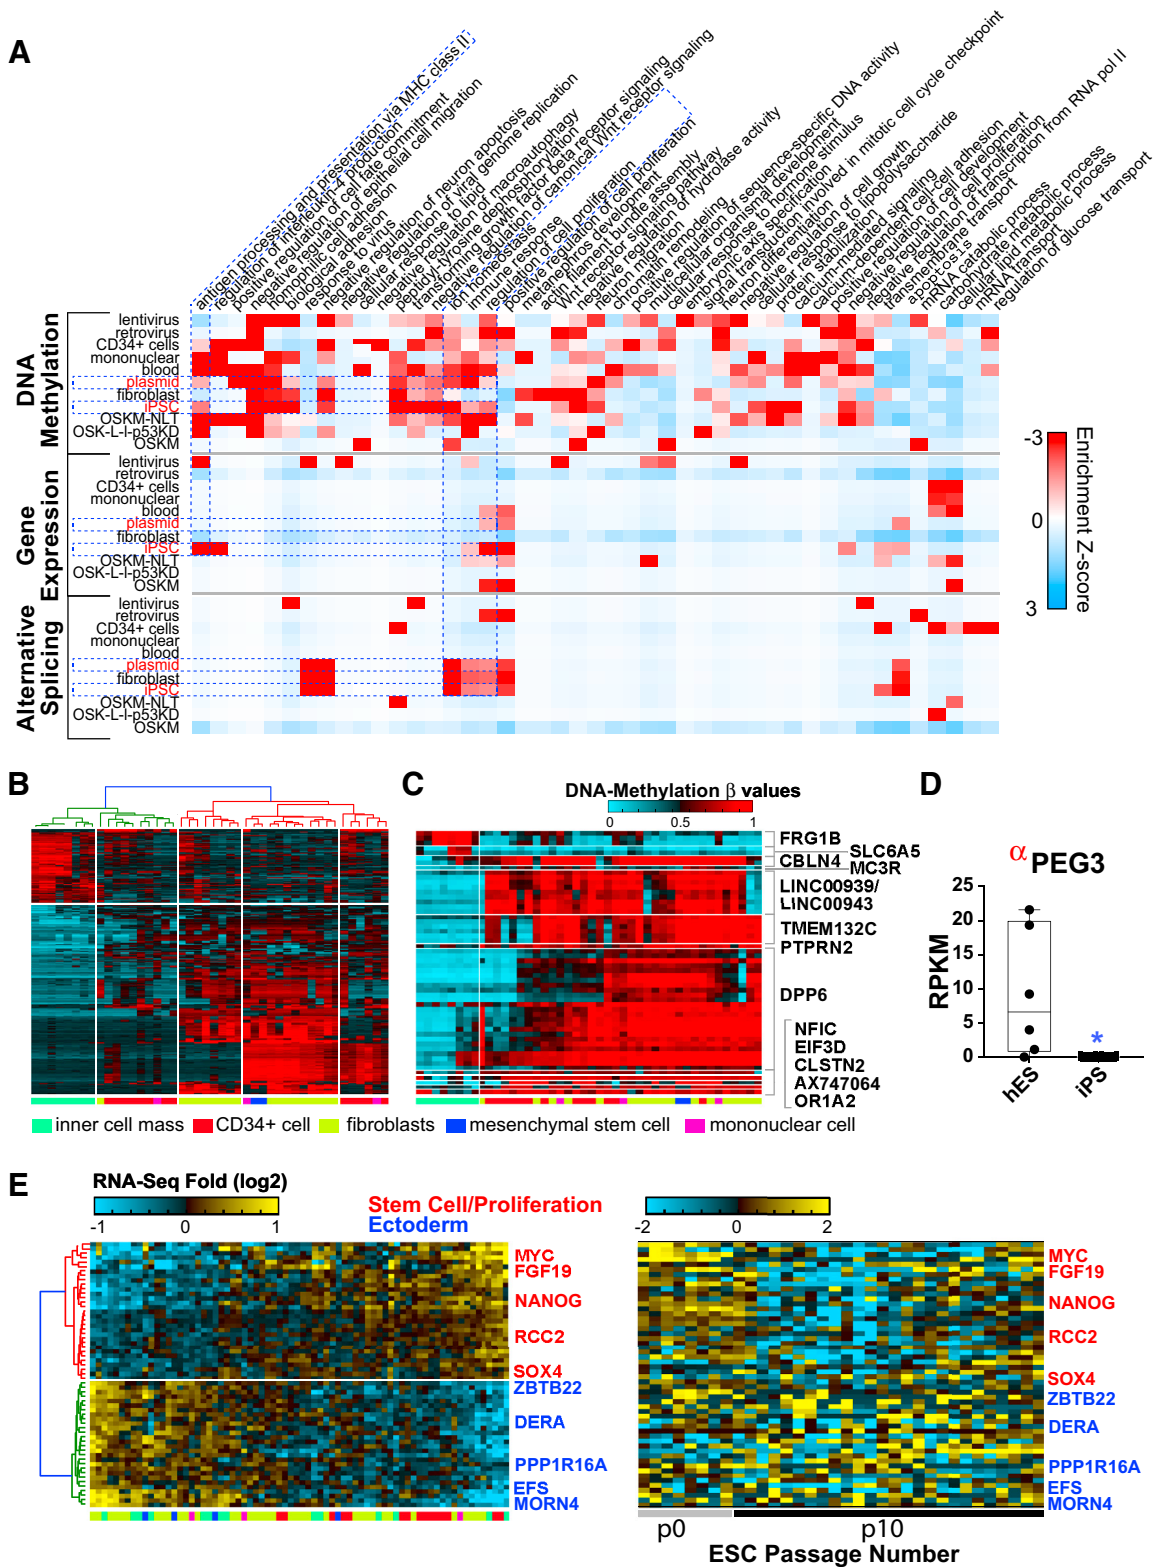 A
antigen processing and presentation via MHC class II
regulation of interleukin-4 production
positive regulation of cell fate commitment
negative regulation of epithelial cell migration
homophilic cell adhesion
biological adhesion
response to virus
negative regulation of neuron apoptosis
negative regulation of viral genome replication
cellular response to lipid
negative regulation of macroautophagy
peptidyl-tyrosine dephosphorylation
transforming growth factor beta receptor signaling
negative regulation of canonical Wnt receptor signaling
ion homeostasis
immune response
regulation of cell proliferation
positive regulation of cell proliferation
metanephros development
actin filament bundle assembly
Wnt receptor signaling pathway
negative regulation of hydrolase activity
neuron migration
chromatin remodeling
positive regulation of sequence-specific DNA activity
multicellular organismal development
cellular response to hormone stimulus
embryonic axis specification
signal transduction involved in mitotic cell cycle checkpoint
neuron differentiation
negative regulation of cell growth
cellular response to lipopolysaccharide
protein stabilization
calcium-mediated signaling
calcium-dependent cell-cell adhesion
positive regulation of cell development
negative regulation of cell proliferation
negative regulation of transcription from RNA pol II
transmembrane transport
apoptosis
mRNA catabolic process
carbohydrate metabolic process
cellular lipid metabolic process
mRNA transport
regulation of glucose transport
DNA
Methylation
lentivirus
retrovirus
CD34+ cells
mononuclear
blood
plasmid
fibroblast
iPSC
OSKM-NLT
OSK-L-l-p53KD
OSKM
Gene
Expression
lentivirus
retrovirus
CD34+ cells
mononuclear
blood
plasmid
fibroblast
iPSC
OSKM-NLT
OSK-L-l-p53KD
OSKM
Alternative
Splicing
lentivirus
retrovirus
CD34+ cells
mononuclear
blood
plasmid
fibroblast
iPSC
OSKM-NLT
OSK-L-l-p53KD
OSKM
-3
0
3
Enrichment Z-score
B
C
DNA-Methylation β values
0 0.5 1
FRG1B
SLC6A5
CBLN4
MC3R
LINC00939/
LINC00943
TMEM132C
PTPRN2
DPP6
NFIC
EIF3D
CLSTN2
AX747064
OR1A2
inner cell mass CD34+ cell fibroblasts mesenchymal stem cell mononuclear cell
D
α PEG3
RPKM
25
20
15
10
5
0
*
hES iPS
E
RNA-Seq Fold (log2)
-1 0 1
Stem Cell/Proliferation
Ectoderm
MYC
FGF19
NANOG
RCC2
SOX4
ZBTB22
DERA
PPP1R16A
EFS
MORN4
-2 0 2
MYC
FGF19
NANOG
RCC2
SOX4
ZBTB22
DERA
PPP1R16A
EFS
MORN4
p0 p10
ESC Passage Number